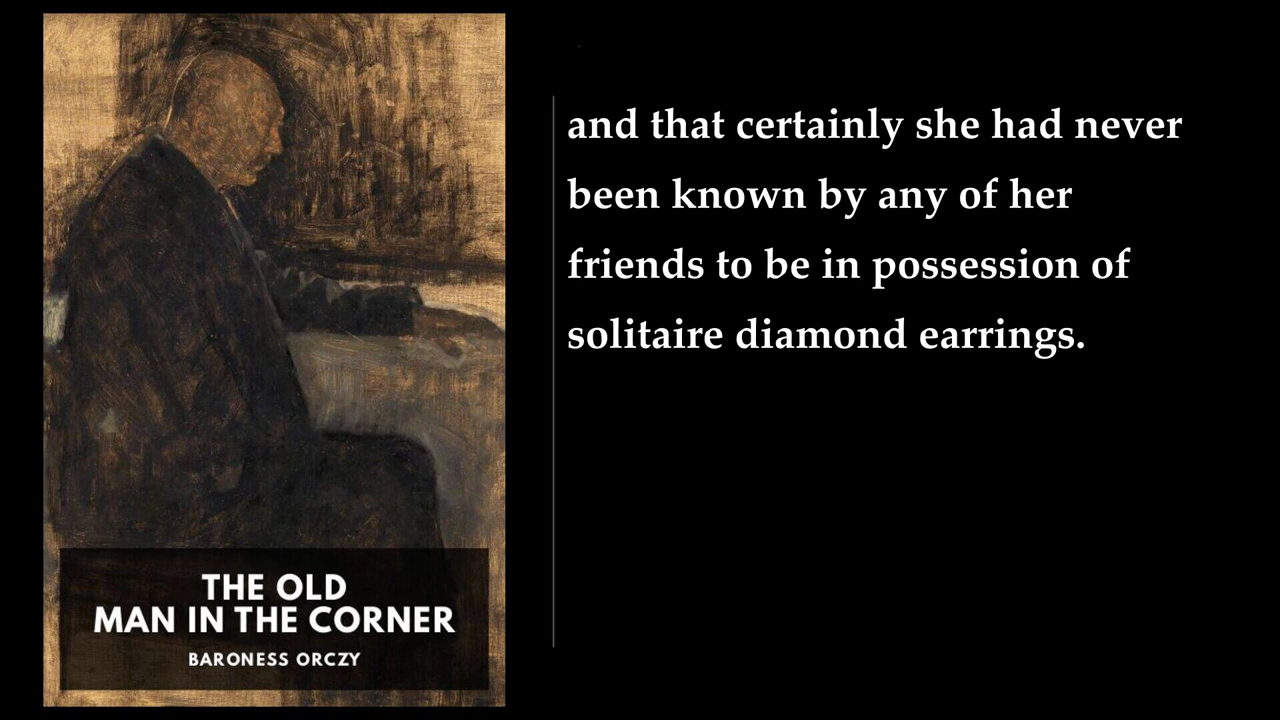 THE OLD
MAN IN THE CORNER
BARONESS ORCZY
and that certainly she had never
been known by any of her
friends to be in possession of
solitaire diamond earrings.